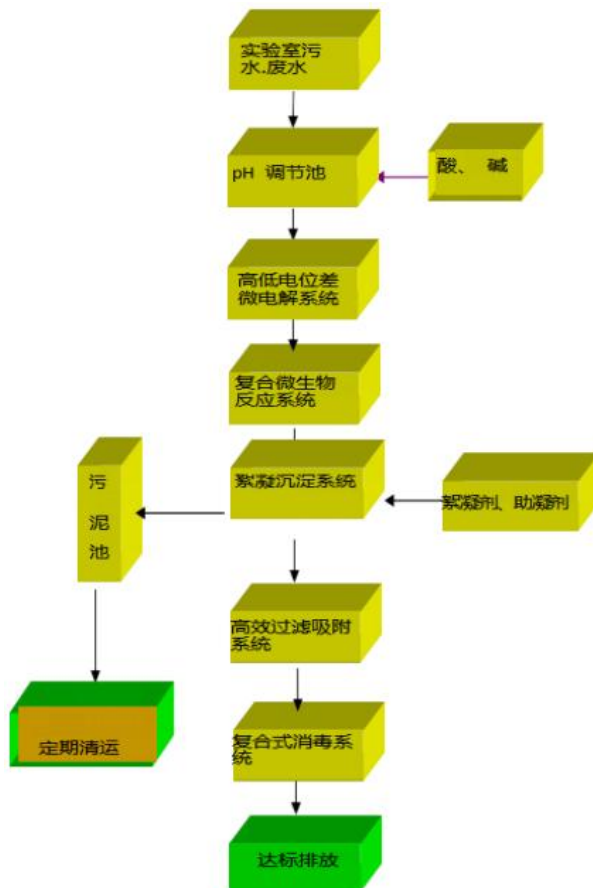 实验室污
水.废水
pH 调节池
酸、碱
高低电位差
微电解系统
复合微生物
反应系统
污
泥
池
絮凝沉淀系统
絮凝剂、助凝剂
高效过滤吸附
系统
定期清运
复合式消毒系
统
达标排放